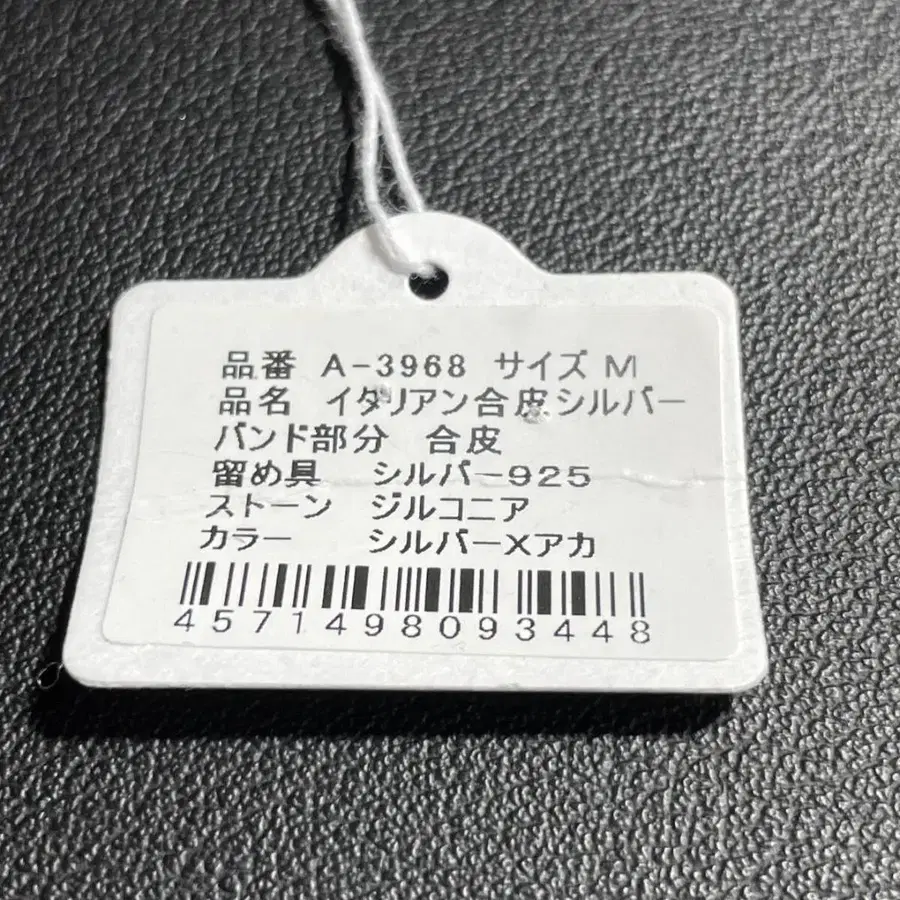 品番 A-3968 サイズ M
品名 イタリアン合皮シルバー
バンド部分 合皮
留め具 シルバー925
ストーン ジルコニア
カラー シルバーXアカ
4571498093448